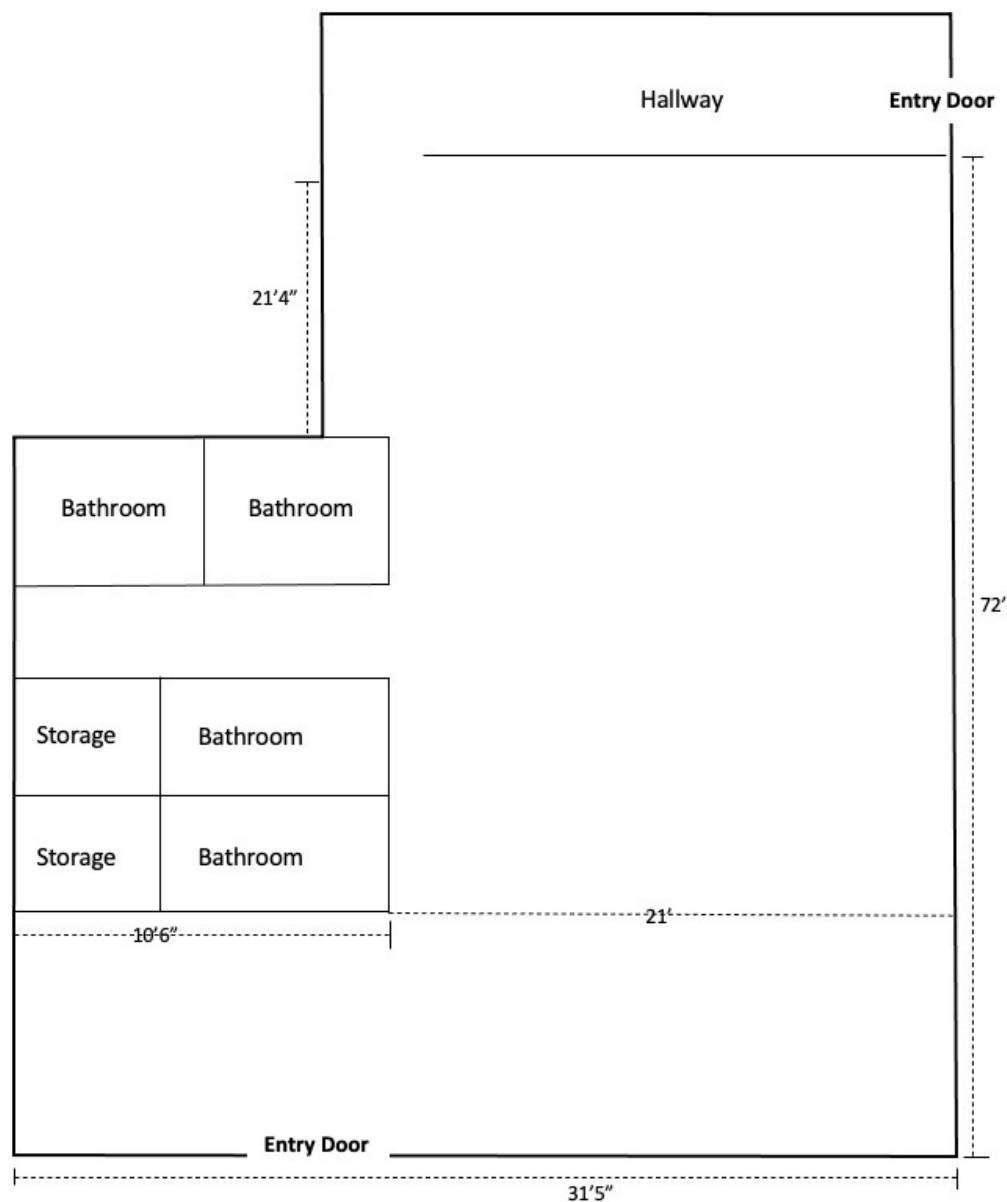 Hallway
Entry Door
21’4”
Bathroom
Bathroom
72’
Storage
Bathroom
Storage
Bathroom
10’6”
21’
Entry Door
31’5”